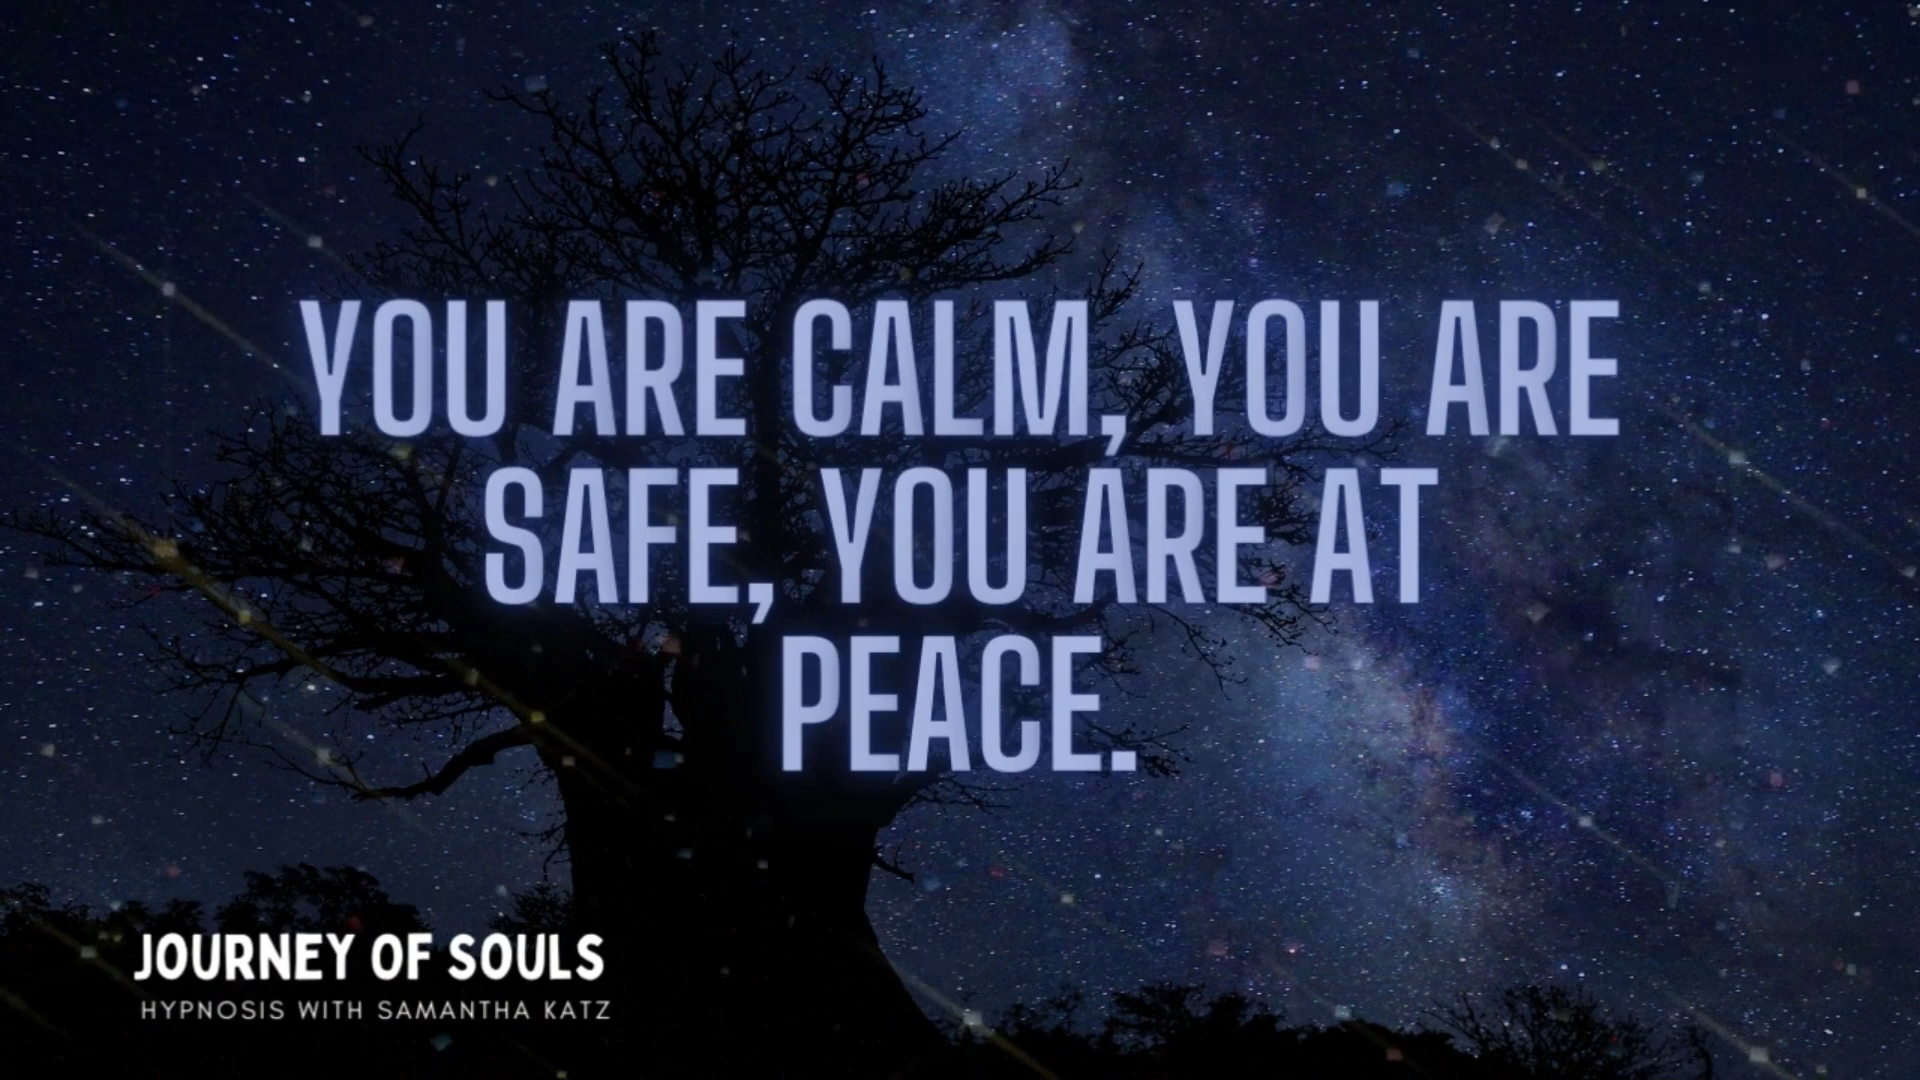 YOU ARE CALM, YOU ARE
SAFE, YOU ARE AT
PEACE.
JOURNEY OF SOULS
HYPNOSIS WITH SAMANTHA KATZ